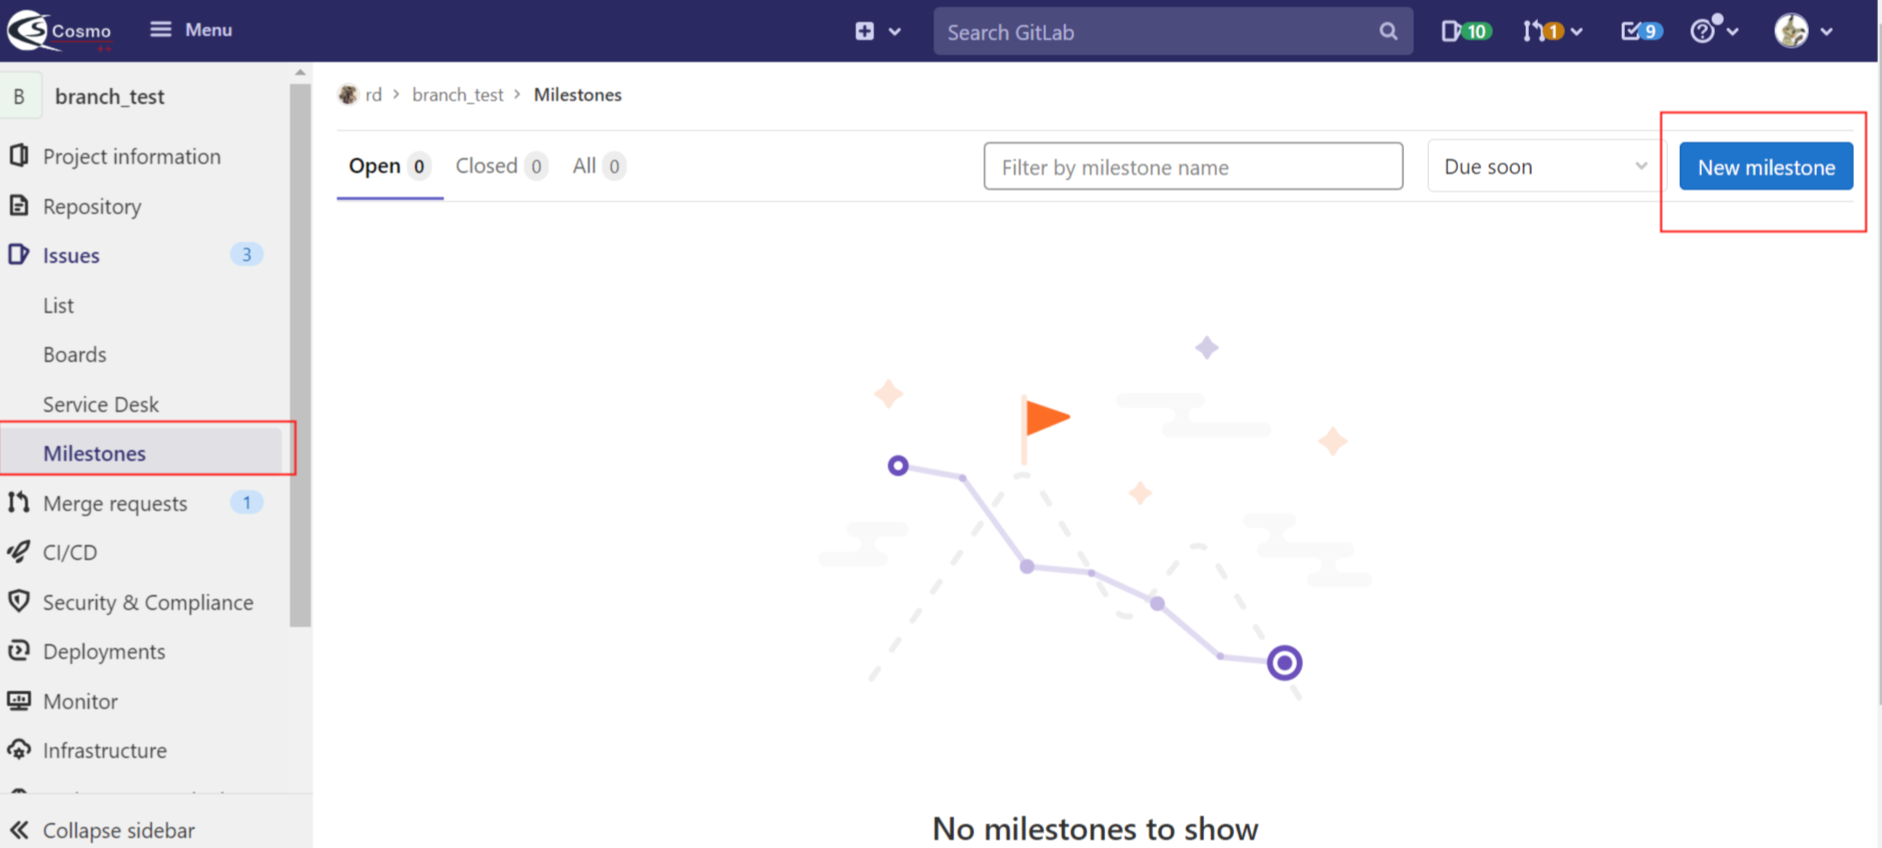 Cosmo
Menu
Search GitLab
10
1
9
B
branch_test
Project information
Repository
Issues 3
List
Boards
Service Desk
Milestones
Merge requests 1
CI/CD
Security & Compliance
Deployments
Monitor
Infrastructure
Collapse sidebar
rd > branch_test > Milestones
Open 0 Closed 0 All 0
Filter by milestone name
Due soon
New milestone
No milestones to show